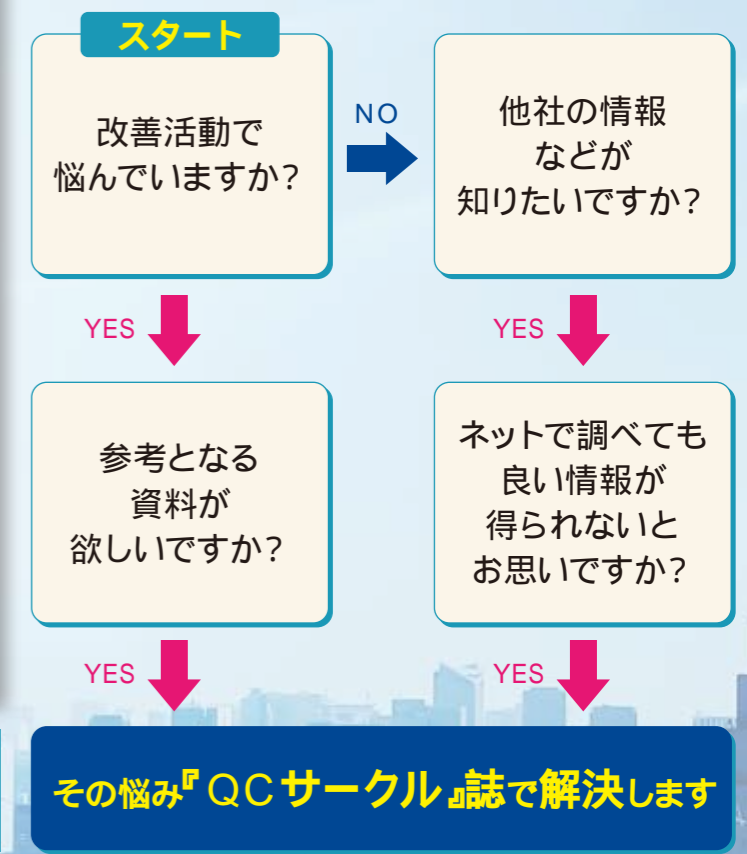 スタート
改善活動で
悩んでいますか?
NO
他社の情報
などが
知りたいですか?
YES
YES
参考となる
資料が
欲しいですか?
ネットで調べても
良い情報が
得られないと
お思いですか?
YES
YES
その悩み『QCサークル』誌で解決します